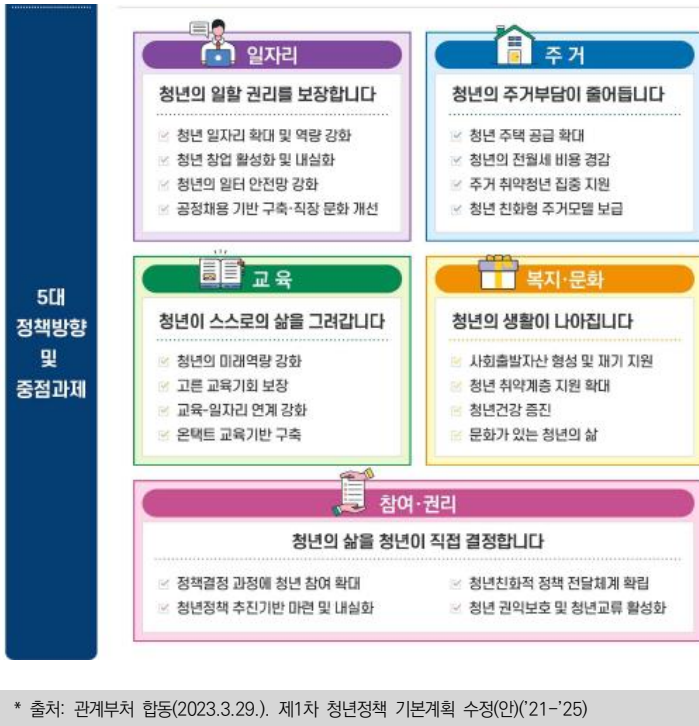 5대
정책방향
및
중점과제
일자리
청년의 일할 권리를 보장합니다
청년 일자리 확대 및 역량 강화
청년 창업 활성화 및 내실화
청년의 일터 안전망 강화
공정채용 기반 구축·직장 문화 개선
주거
청년의 주거부담이 줄어듭니다
청년 주택 공급 확대
청년의 전월세 비용 경감
주거 취약청년 집중 지원
청년 친화형 주거모델 보급
교육
청년이 스스로의 삶을 그려갑니다
청년의 미래역량 강화
고른 교육기회 보장
교육-일자리 연계 강화
온택트 교육기반 구축
복지·문화
청년의 생활이 나아집니다
사회출발자산 형성 및 재기 지원
청년 취약계층 지원 확대
청년건강 증진
문화가 있는 청년의 삶
참여·권리
청년의 삶을 청년이 직접 결정합니다
정책결정 과정에 청년 참여 확대
청년정책 추진기반 마련 및 내실화
청년친화적 정책 전달체계 확립
청년 권익보호 및 청년교류 활성화
* 출처: 관계부처 합동(2023.3.29.). 제1차 청년정책 기본계획 수정(안)('21-'25)